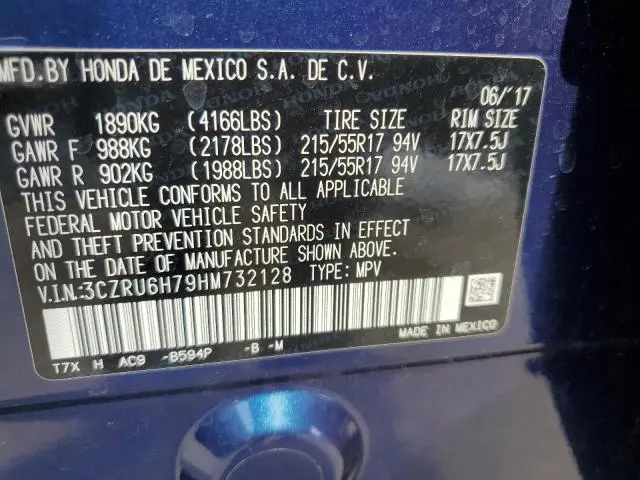 MFD.BY HONDA DE MEXICO S.A. DE C.V.
06/'17
GVWR 1890KG (4166LBS) TIRE SIZE RIM SIZE
GAWR F 988KG (2178LBS) 215/55R17 94V 17X7.5J
GAWR R 902KG (1988LBS) 215/55R17 94V 17X7.5J
THIS VEHICLE CONFORMS TO ALL APPLICABLE
FEDERAL MOTOR VEHICLE SAFETY
AND THEFT PREVENTION STANDARDS IN EFFECT
ON THE DATE OF MANUFACTURE SHOWN ABOVE.
V.I.N.:3CZRU6H79HM732128 TYPE: MPV
MADE IN MEXICO
T7X H AC9 -B594P -B -M